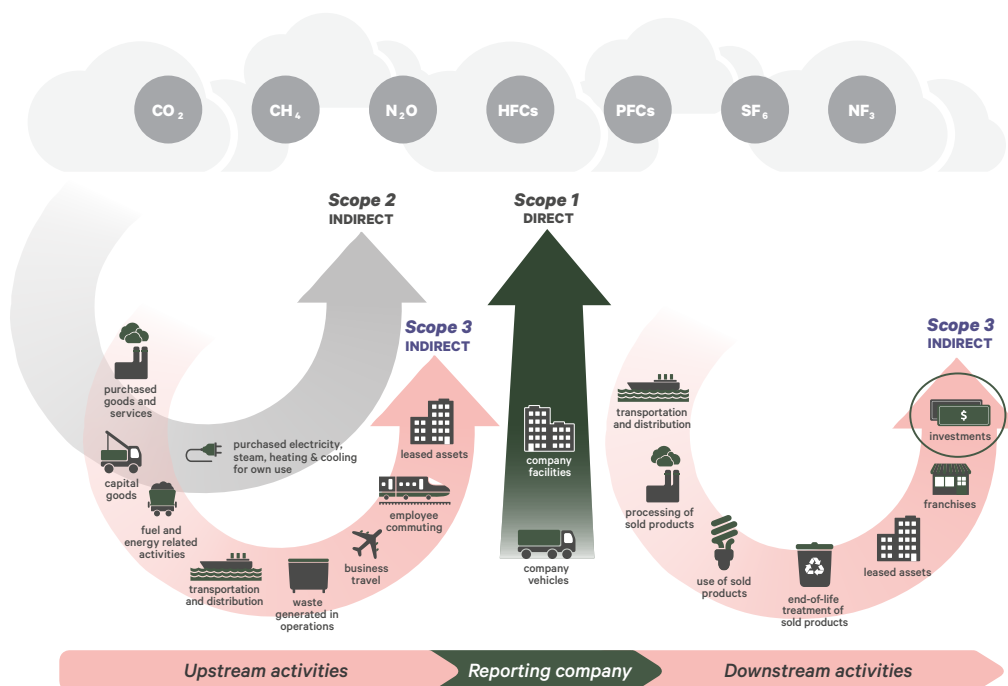 CO₂
CH₄
N₂O
HFCs
PFCs
SF₆
NF₃
Scope 2
INDIRECT
Scope 1
DIRECT
Scope 3
INDIRECT
Scope 3
INDIRECT
purchased
goods and
services
capital
goods
purchased electricity,
steam, heating & cooling
for own use
fuel and
energy related
activities
transportation
and distribution
waste
generated in
operations
business
travel
employee
commuting
leased assets
company
facilities
company
vehicles
transportation
and distribution
processing of
sold products
use of sold
products
end-of-life
treatment of
sold products
leased assets
franchises
$
investments
Upstream activities
Reporting company
Downstream activities